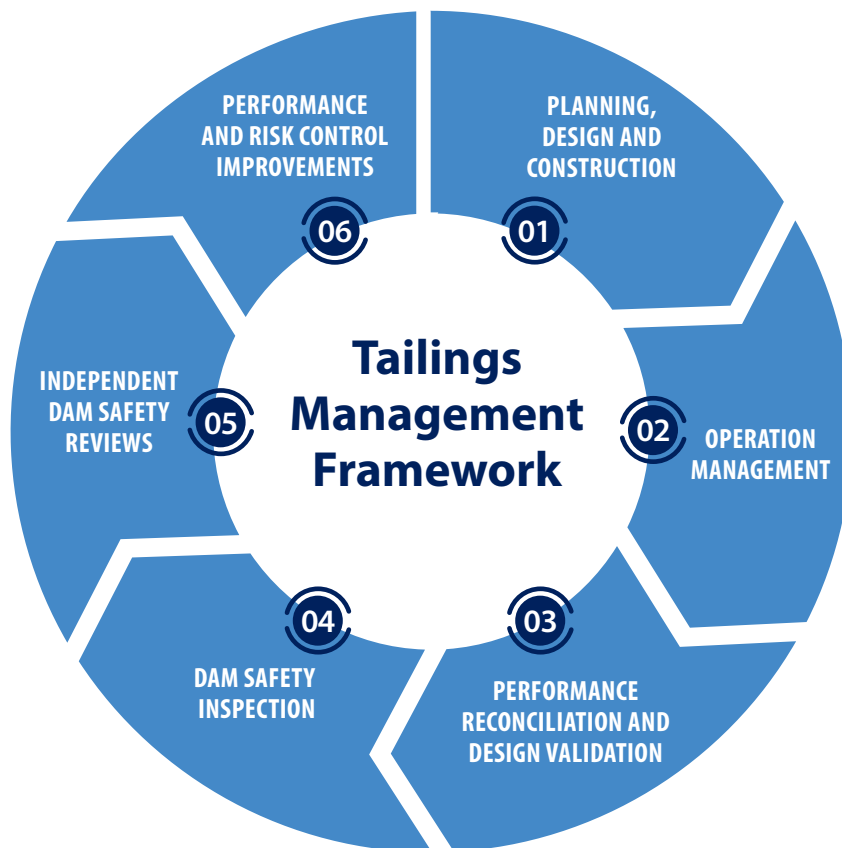 Tailings
Management
Framework
01
PLANNING,
DESIGN AND
CONSTRUCTION
02
OPERATION
MANAGEMENT
03
PERFORMANCE
RECONCILIATION AND
DESIGN VALIDATION
04
DAM SAFETY
INSPECTION
05
INDEPENDENT
DAM SAFETY
REVIEWS
06
PERFORMANCE
AND RISK CONTROL
IMPROVEMENTS